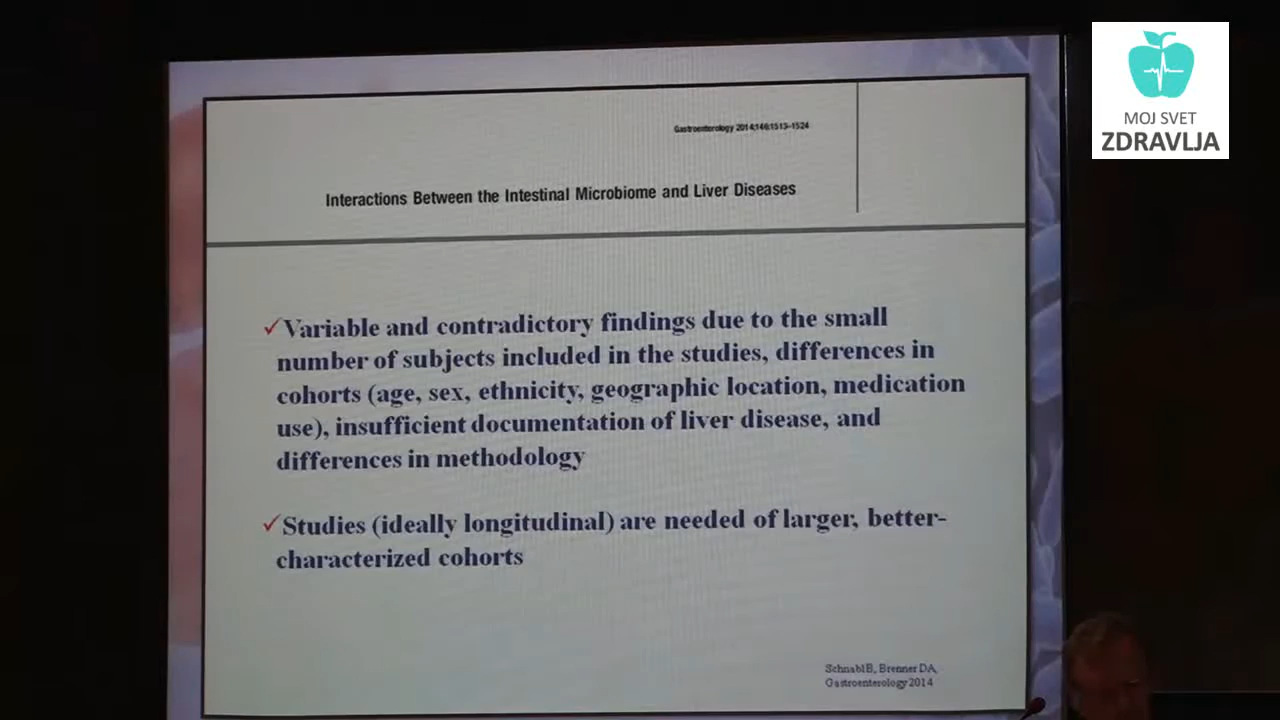 MOJ SVET
ZDRAVLJA
Gastroenterology 2014;146:1513–1524
Interactions Between the Intestinal Microbiome and Liver Diseases
✓Variable and contradictory findings due to the small
number of subjects included in the studies, differences in
cohorts (age, sex, ethnicity, geographic location, medication
use), insufficient documentation of liver disease, and
differences in methodology
✓Studies (ideally longitudinal) are needed of larger, better-
characterized cohorts
Schnabl B, Brenner DA,
Gastroenterology 2014